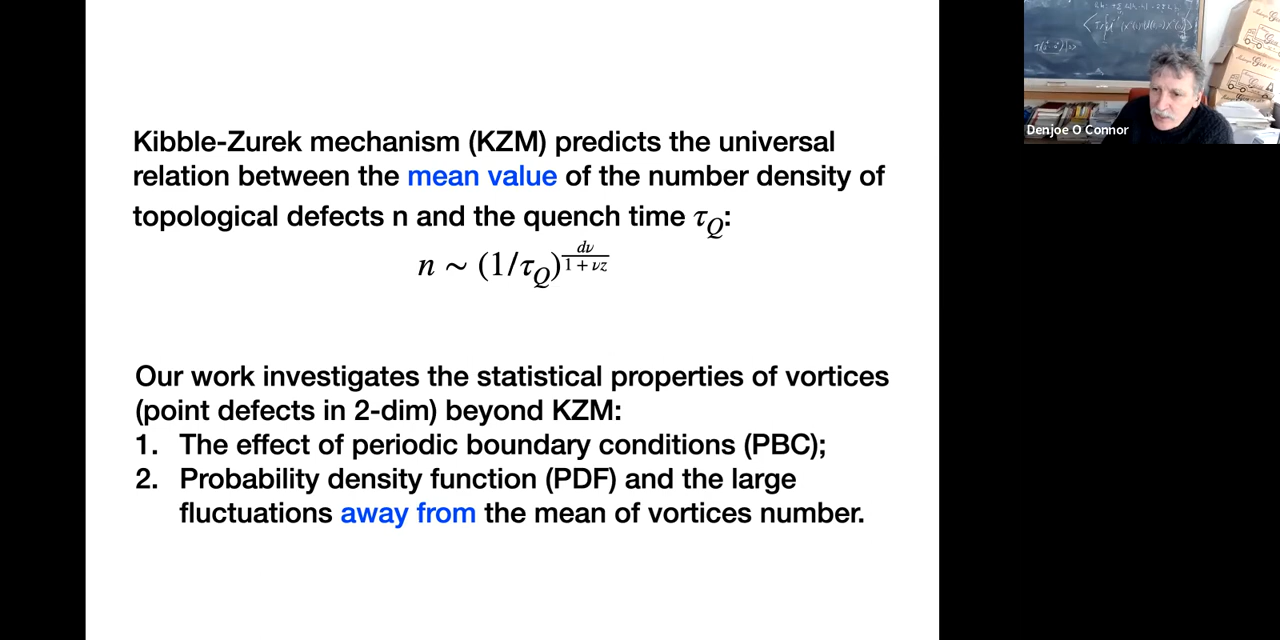 Kibble-Zurek mechanism (KZM) predicts the universal
relation between the mean value of the number density of
topological defects n and the quench time τ_Q:
n ∼ (1/τ_Q)^{\frac{dν}{1 + νz}}
Our work investigates the statistical properties of vortices
(point defects in 2-dim) beyond KZM:
1. The effect of periodic boundary conditions (PBC);
2. Probability density function (PDF) and the large
fluctuations away from the mean of vortices number.
Denjoe O Connor